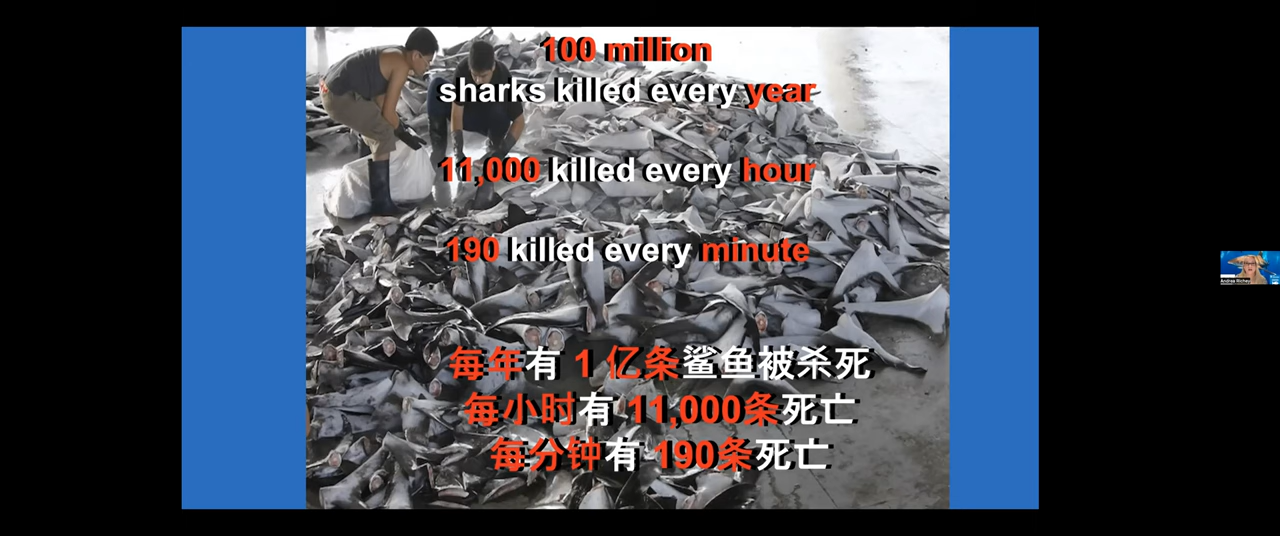 100 million
sharks killed every year
11,000 killed every hour
190 killed every minute
每年有 1 亿条鲨鱼被杀死
每小时有 11,000条死亡
每分钟有 190条死亡
Andrea Richey